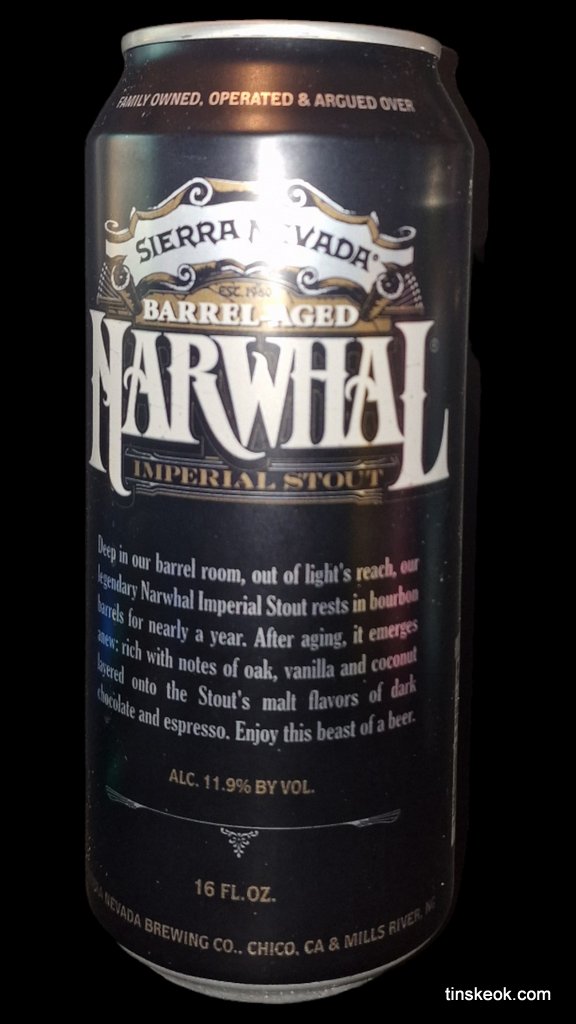 FAMILY OWNED, OPERATED & ARGUED OVER
SIERRA NEVADA®
EST. 1980
BARREL-AGED
NARWHAL®
IMPERIAL STOUT
Deep in our barrel room, out of light's reach, our
legendary Narwhal Imperial Stout rests in bourbon
barrels for nearly a year. After aging, it emerges
anew: rich with notes of oak, vanilla and coconut
layered onto the Stout's malt flavors of dark
chocolate and espresso. Enjoy this beast of a beer.
ALC. 11.9% BY VOL.
16 FL. OZ.
NEVADA BREWING CO., CHICO, CA & MILLS RIVER,
tinskeok.com